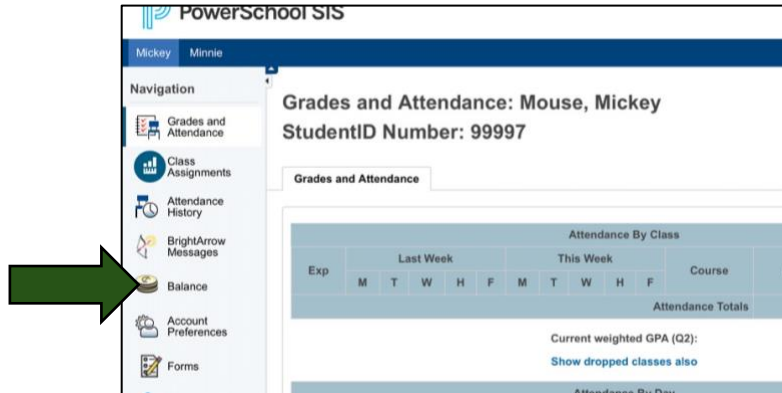 PowerSchool SIS
Mickey Minnie
Navigation
Grades and
Attendance
Class
Assignments
Attendance
History
BrightArrow
Messages
Balance
Account
Preferences
Forms
Grades and Attendance: Mouse, Mickey
StudentID Number: 99997
Grades and Attendance
Attendance By Class
Exp Last Week This Week Course
M T W H F M T W H F
Attendance Totals
Current weighted GPA (Q2):
Show dropped classes also
Attendance By Day